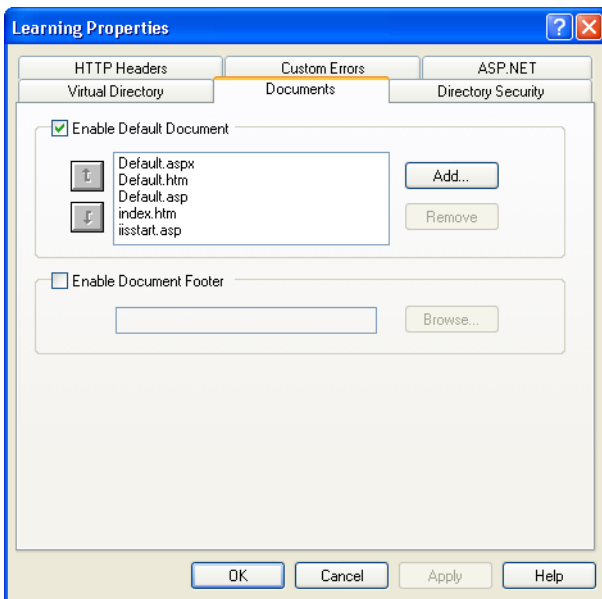 Learning Properties
HTTP Headers Custom Errors ASP.NET
Virtual Directory Documents Directory Security
Enable Default Document
Default.aspx
Default.htm
Default.asp
index.htm
iisstart.asp
Add...
Remove
Enable Document Footer
Browse...
OK Cancel Apply Help